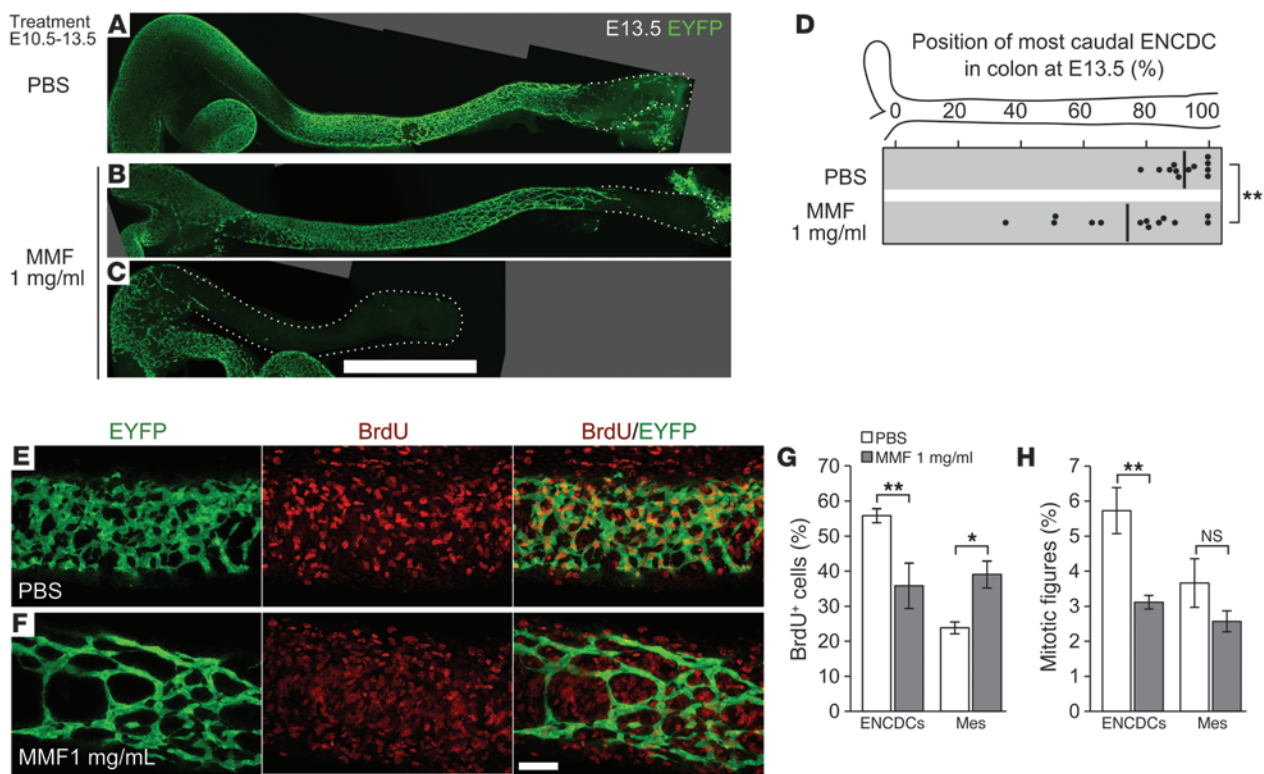 Treatment
E10.5-13.5
PBS
MMF
1 mg/ml
A
E13.5 EYFP
B
C
D
Position of most caudal ENCDC
in colon at E13.5 (%)
0 20 40 60 80 100
PBS
MMF
1 mg/ml
**
EYFP BrdU BrdU/EYFP
E
PBS
F
MMF1 mg/mL
G
PBS
MMF 1 mg/ml
BrdU⁺ cells (%)
70
60
50
40
30
20
10
0
**
*
ENCDCs Mes
H
Mitotic figures (%)
7
6
5
4
3
2
1
0
**
NS
ENCDCs Mes